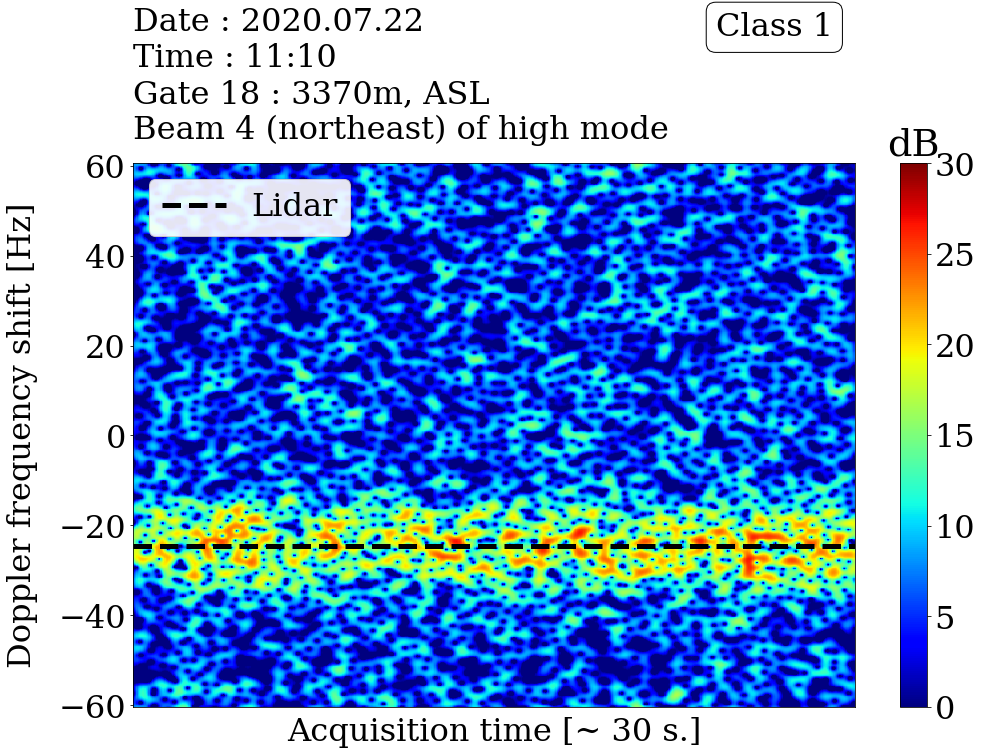 Date : 2020.07.22
Class 1
Time : 11:10
Gate 18 : 3370m, ASL
Beam 4 (northeast) of high mode
dB
60
40
20
0
−20
−40
−60
Doppler frequency shift [Hz]
Lidar
30
25
20
15
10
5
0
Acquisition time [~ 30 s.]